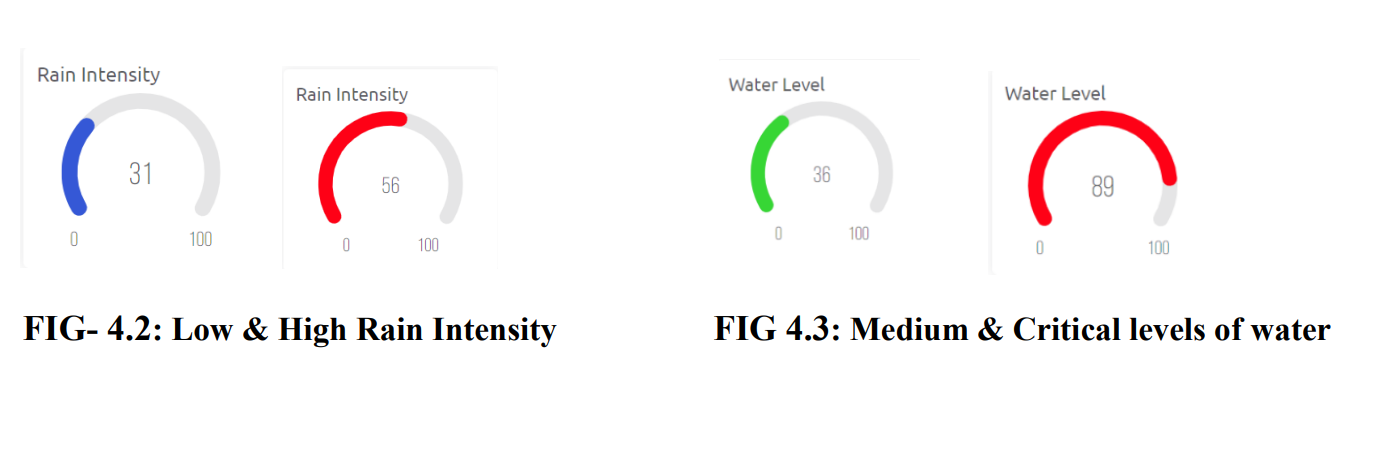 Rain Intensity
31
0 100
Rain Intensity
56
0 100
FIG- 4.2: Low & High Rain Intensity
Water Level
36
0 100
Water Level
89
0 100
FIG 4.3: Medium & Critical levels of water